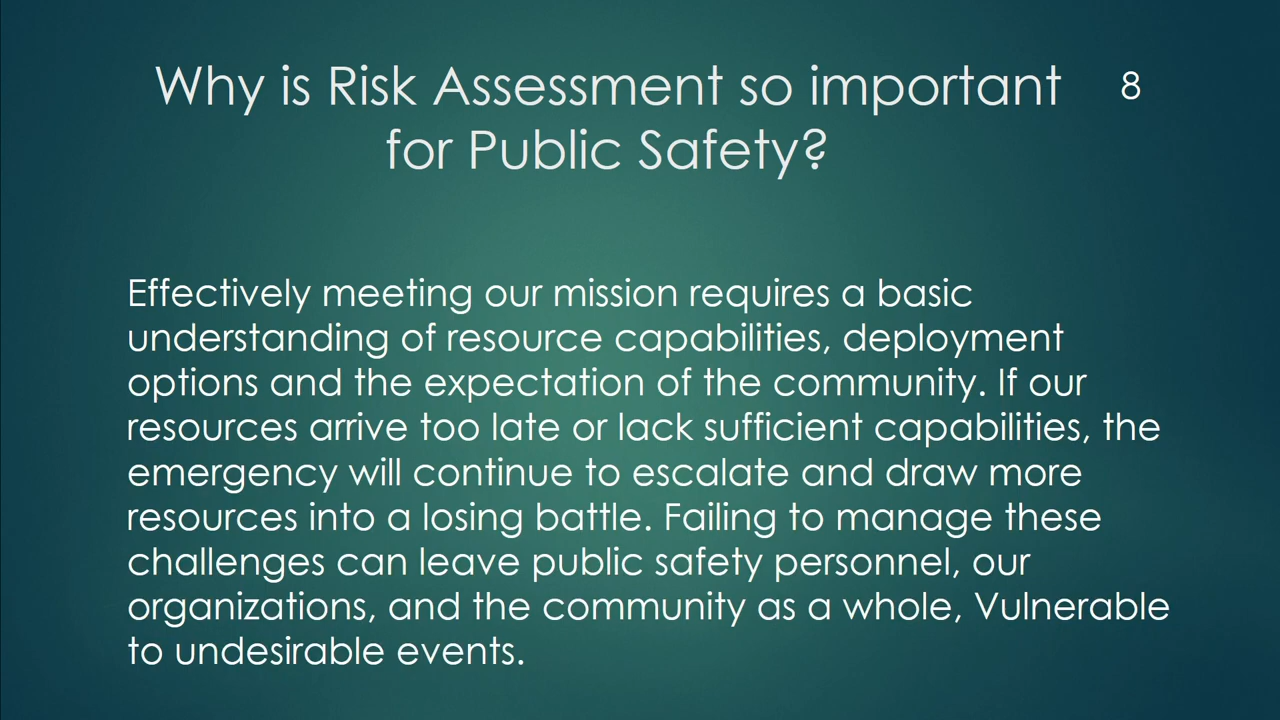 Why is Risk Assessment so important
for Public Safety?
8
Effectively meeting our mission requires a basic
understanding of resource capabilities, deployment
options and the expectation of the community. If our
resources arrive too late or lack sufficient capabilities, the
emergency will continue to escalate and draw more
resources into a losing battle. Failing to manage these
challenges can leave public safety personnel, our
organizations, and the community as a whole, Vulnerable
to undesirable events.